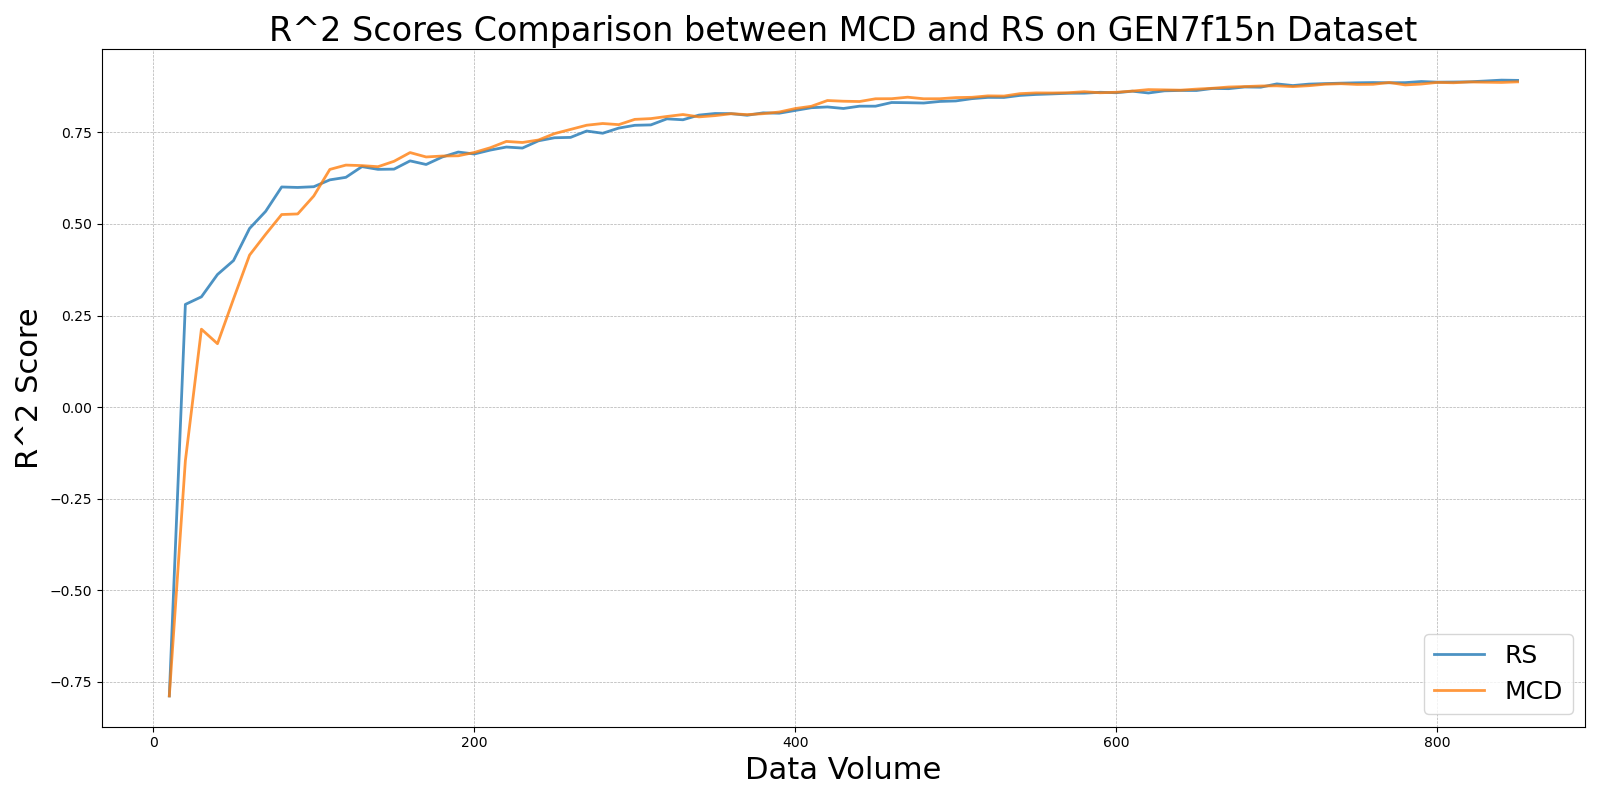 R^2 Scores Comparison between MCD and RS on GEN7f15n Dataset
R^2 Score
0.75
0.50
0.25
0.00
−0.25
−0.50
−0.75
0 200 400 600 800
Data Volume
RS
MCD